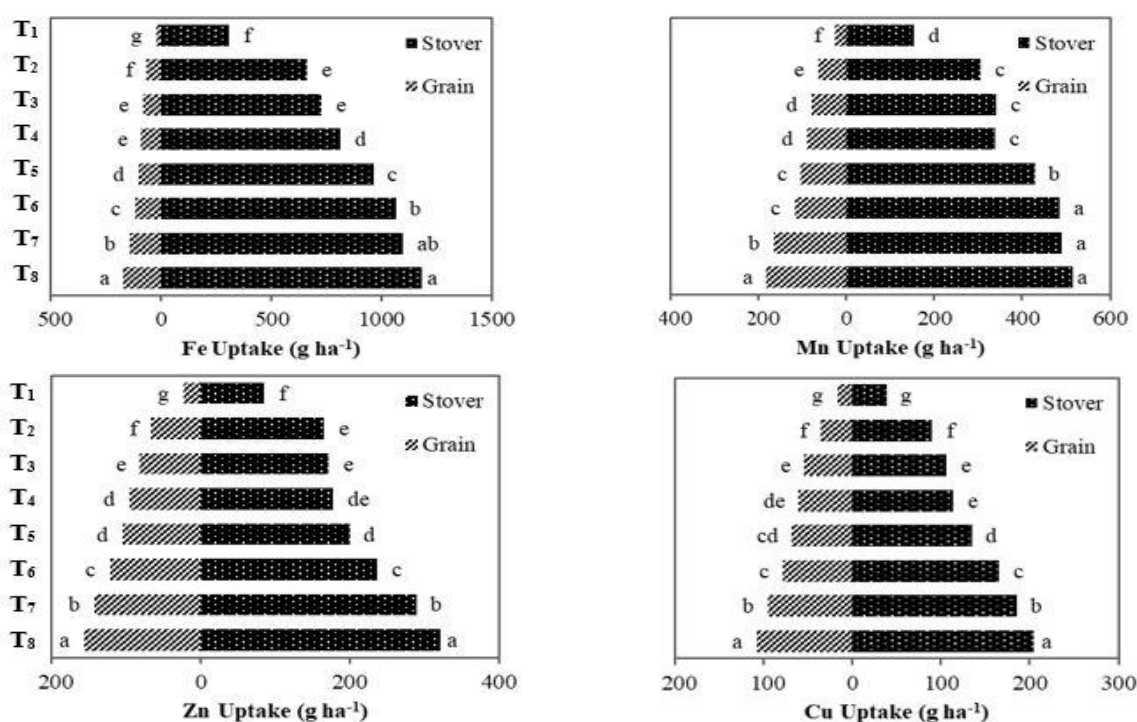 T₁ g f f d
Stover Stover
T₂ f e e c
Grain Grain
T₃ e e d c
T₄ e d d c
T₅ d c c b
T₆ c b c a
T₇ b ab b a
T₈ a a a a
500 0 500 1000 1500 400 200 0 200 400 600
Fe Uptake (g ha⁻¹) Mn Uptake (g ha⁻¹)
T₁ g f g g
Stover Stover
T₂ f e f f
Grain Grain
T₃ e e e e
T₄ d de de e
T₅ d d cd d
T₆ c c c c
T₇ b b b b
T₈ a a a a
200 0 200 400 200 100 0 100 200 300
Zn Uptake (g ha⁻¹) Cu Uptake (g ha⁻¹)